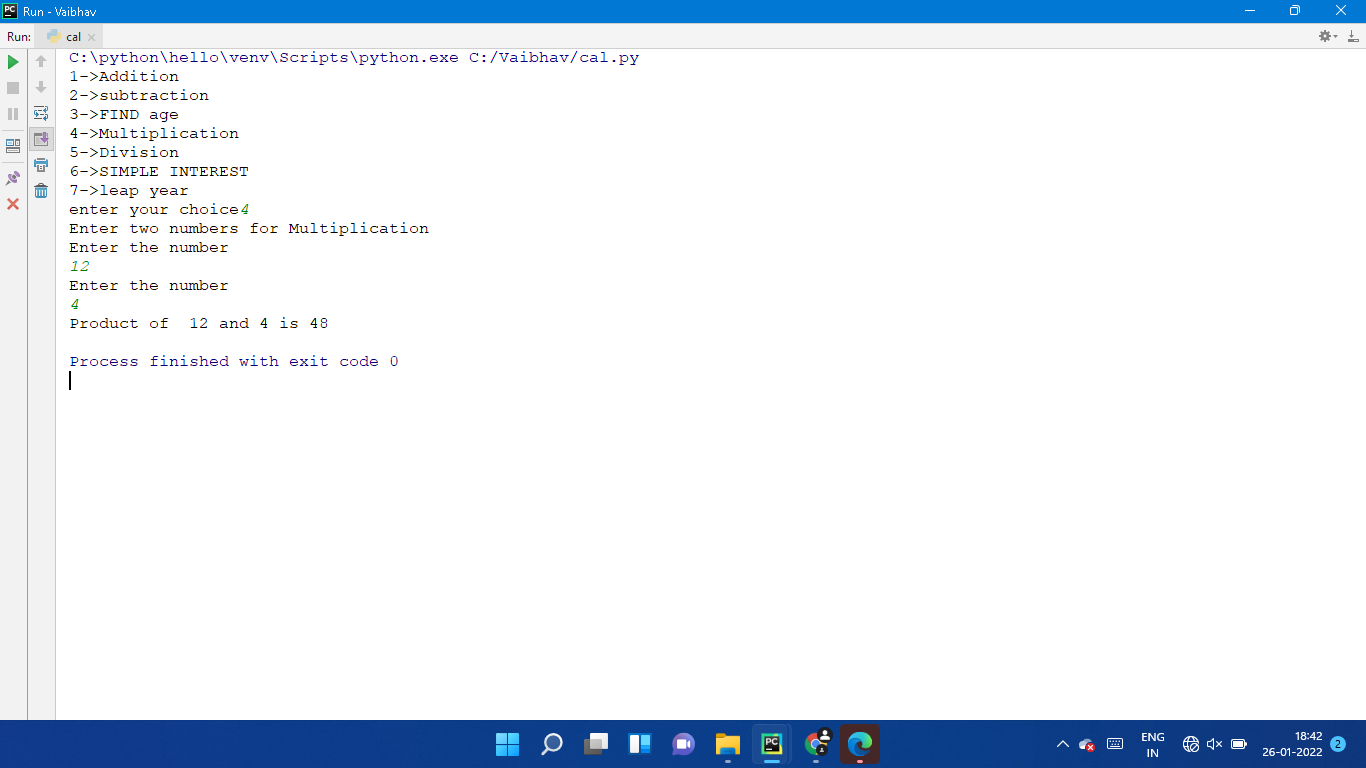 PC Run - Vaibhav
Run: cal
C:\python\hello\venv\Scripts\python.exe C:/Vaibhav/cal.py
1->Addition
2->subtraction
3->FIND age
4->Multiplication
5->Division
6->SIMPLE INTEREST
7->leap year
enter your choice4
Enter two numbers for Multiplication
Enter the number
12
Enter the number
4
Product of  12 and 4 is 48
Process finished with exit code 0
PC
ENG
IN
18:42
26-01-2022
2